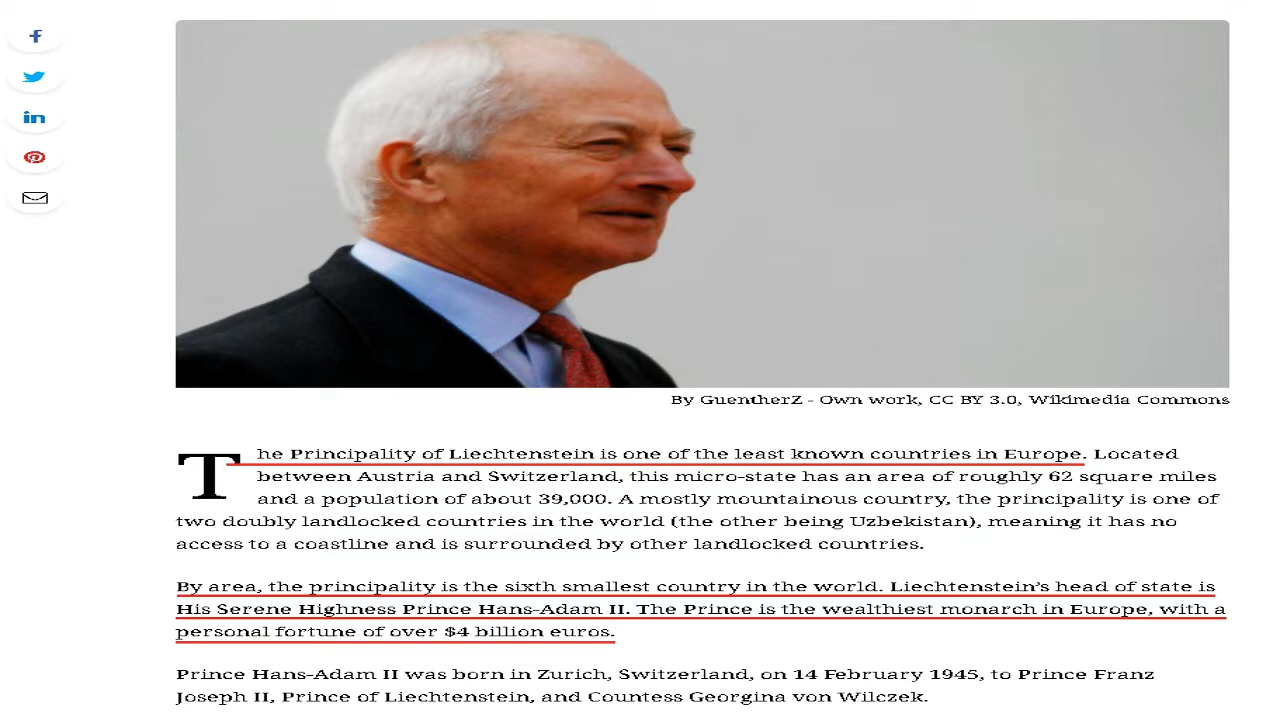 By GuentherZ - Own work, CC BY 3.0, Wikimedia Commons
The Principality of Liechtenstein is one of the least known countries in Europe. Located
between Austria and Switzerland, this micro-state has an area of roughly 62 square miles
and a population of about 39,000. A mostly mountainous country, the principality is one of
two doubly landlocked countries in the world (the other being Uzbekistan), meaning it has no
access to a coastline and is surrounded by other landlocked countries.
By area, the principality is the sixth smallest country in the world. Liechtenstein's head of state is
His Serene Highness Prince Hans-Adam II. The Prince is the wealthiest monarch in Europe, with a
personal fortune of over $4 billion euros.
Prince Hans-Adam II was born in Zurich, Switzerland, on 14 February 1945, to Prince Franz
Joseph II, Prince of Liechtenstein, and Countess Georgina von Wilczek.